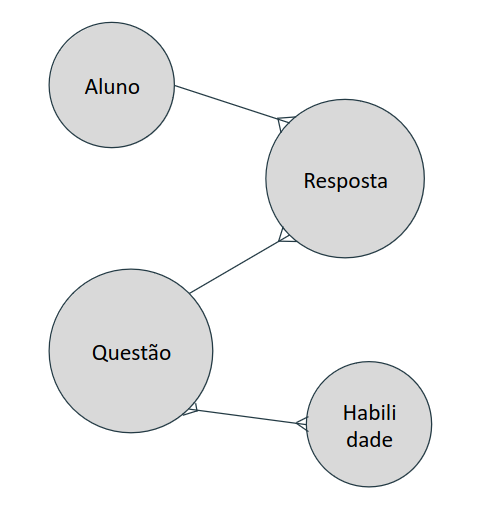 Aluno
Resposta
Questão
Habili
dade